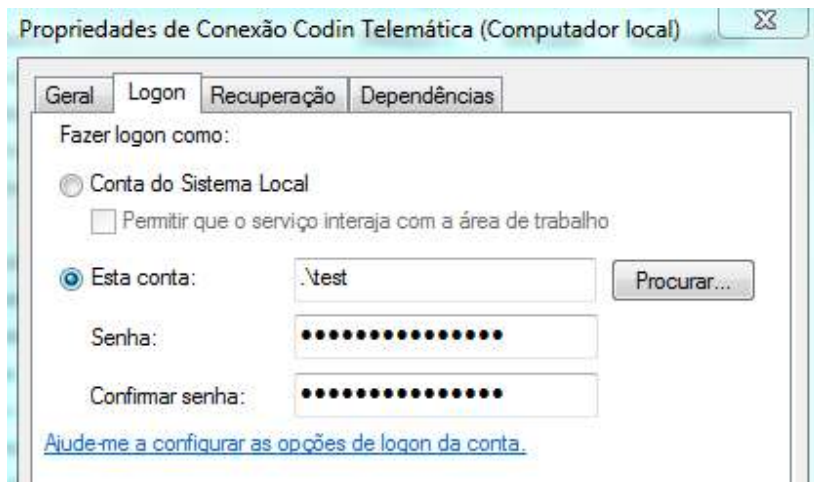 Propriedades de Conexão Codin Telemática (Computador local)
Geral Logon Recuperação Dependências
Fazer logon como:
Conta do Sistema Local
Permitir que o serviço interaja com a área de trabalho
Esta conta: .\test Procurar...
Senha: •••••••••••••••
Confirmar senha: •••••••••••••••
Ajude-me a configurar as opções de logon da conta.